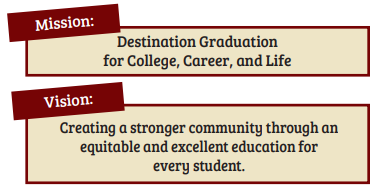 Mission:
Destination Graduation
for College, Career, and Life
Vision:
Creating a stronger community through an
equitable and excellent education for
every student.